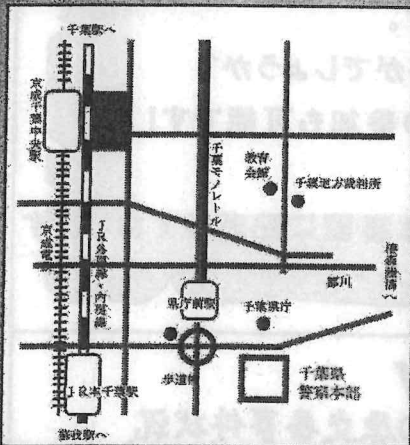 千葉駅へ
京成千葉中央駅
千葉モノレール
教育
会館
千葉地方裁判所
京成電鉄
JR外房線・内房線
都川
県庁前駅
千葉県庁
歩道橋
千葉県
警察本部
JR本千葉駅
蘇我駅へ